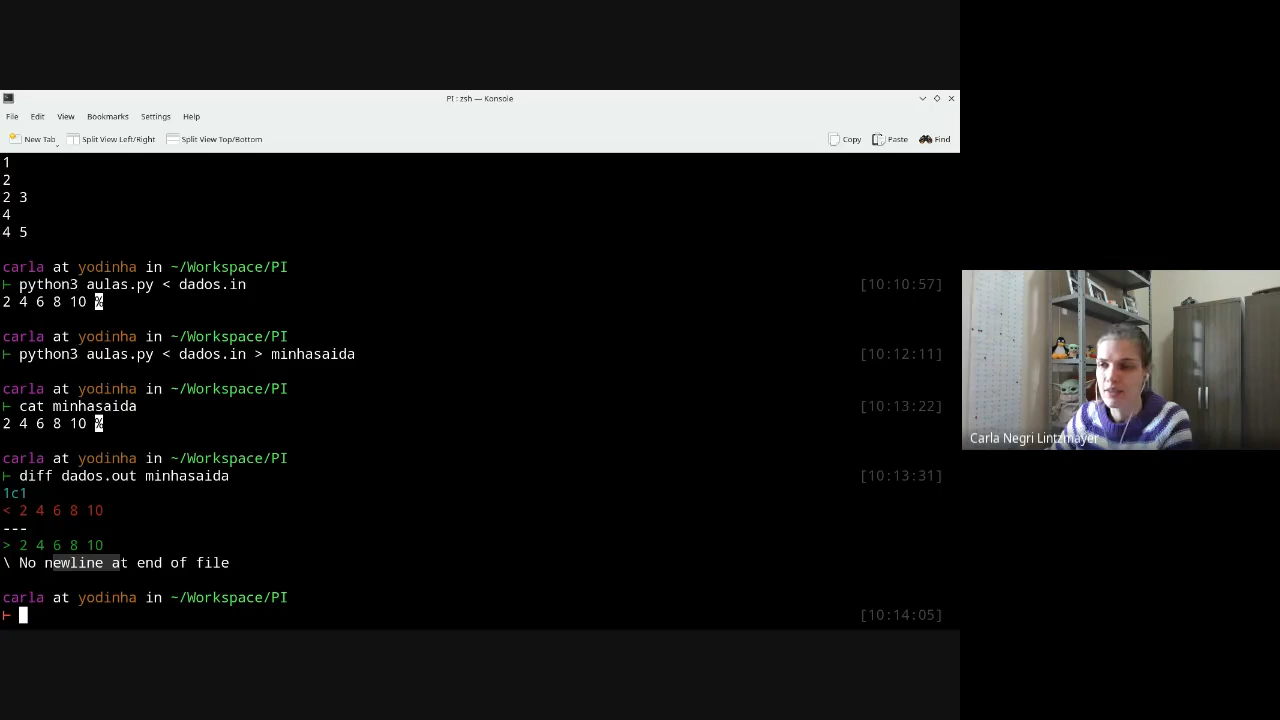 PI : zsh — Konsole
File Edit View Bookmarks Settings Help
New Tab Split View Left/Right Split View Top/Bottom Copy Paste Find
1
2
2 3
4
4 5
carla at yodinha in ~/Workspace/PI
⊢ python3 aulas.py < dados.in [10:10:57]
2 4 6 8 10 %
carla at yodinha in ~/Workspace/PI
⊢ python3 aulas.py < dados.in > minhasaida [10:12:11]
carla at yodinha in ~/Workspace/PI
⊢ cat minhasaida [10:13:22]
2 4 6 8 10 %
carla at yodinha in ~/Workspace/PI
⊢ diff dados.out minhasaida [10:13:31]
1c1
< 2 4 6 8 10
---
> 2 4 6 8 10
\ No newline at end of file
carla at yodinha in ~/Workspace/PI
⊢ [10:14:05]
Carla Negri Lintzmayer